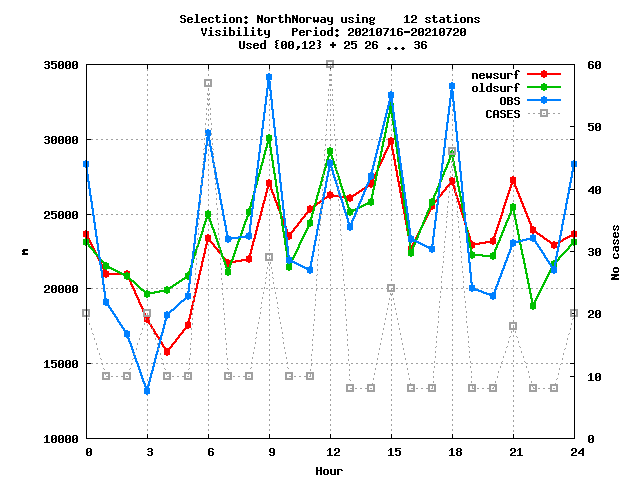 Selection: NorthNorway using 12 stations
Visibility Period: 20210716-20210720
Used {00,12} + 25 26 ... 36
35000
30000
25000
20000
15000
10000
m
60
50
40
30
20
10
0
No cases
newsurf
oldsurf
OBS
CASES
0 3 6 9 12 15 18 21 24
Hour